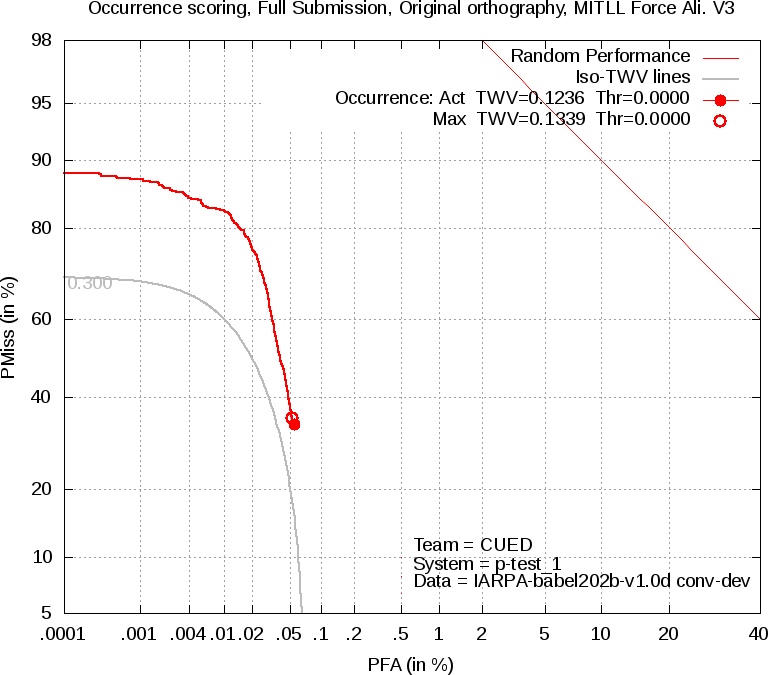 Occurrence scoring, Full Submission, Original orthography, MITLL Force Ali. V3
Random Performance
Iso-TWV lines
Occurrence: Act TWV=0.1236 Thr=0.0000
Max TWV=0.1339 Thr=0.0000
98
95
90
80
60
40
20
10
5
0.300
PMiss (in %)
Team = CUED
System = p-test_1
Data = IARPA-babel202b-v1.0d conv-dev
.0001 .001 .004 .01 .02 .05 .1 .2 .5 1 2 5 10 20 40
PFA (in %)